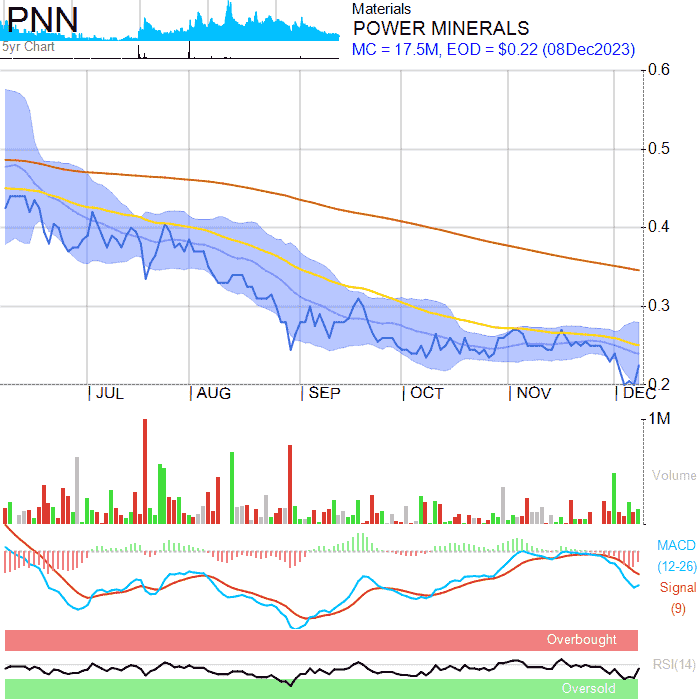 PNN
5yr Chart
Materials
POWER MINERALS
MC = 17.5M, EOD = $0.22 (08Dec2023)
0.6
0.5
0.4
0.3
0.2
JUL AUG SEP OCT NOV DEC
1M
Volume
MACD
(12-26)
Signal
(9)
Overbought
RSI(14)
Oversold